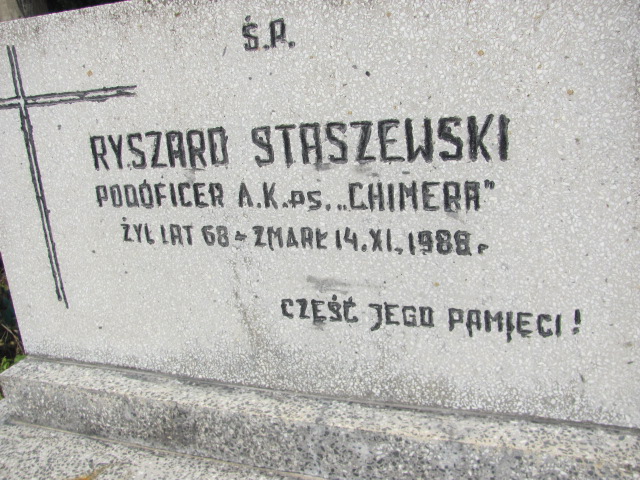 Ś.P.
RYSZARD STASZEWSKI
PODOFICER A.K. ps. „CHIMERA”
ŻYŁ LAT 68 - ZMARŁ 14.XI.1988 r
CZEŚĆ JEGO PAMIĘCI!